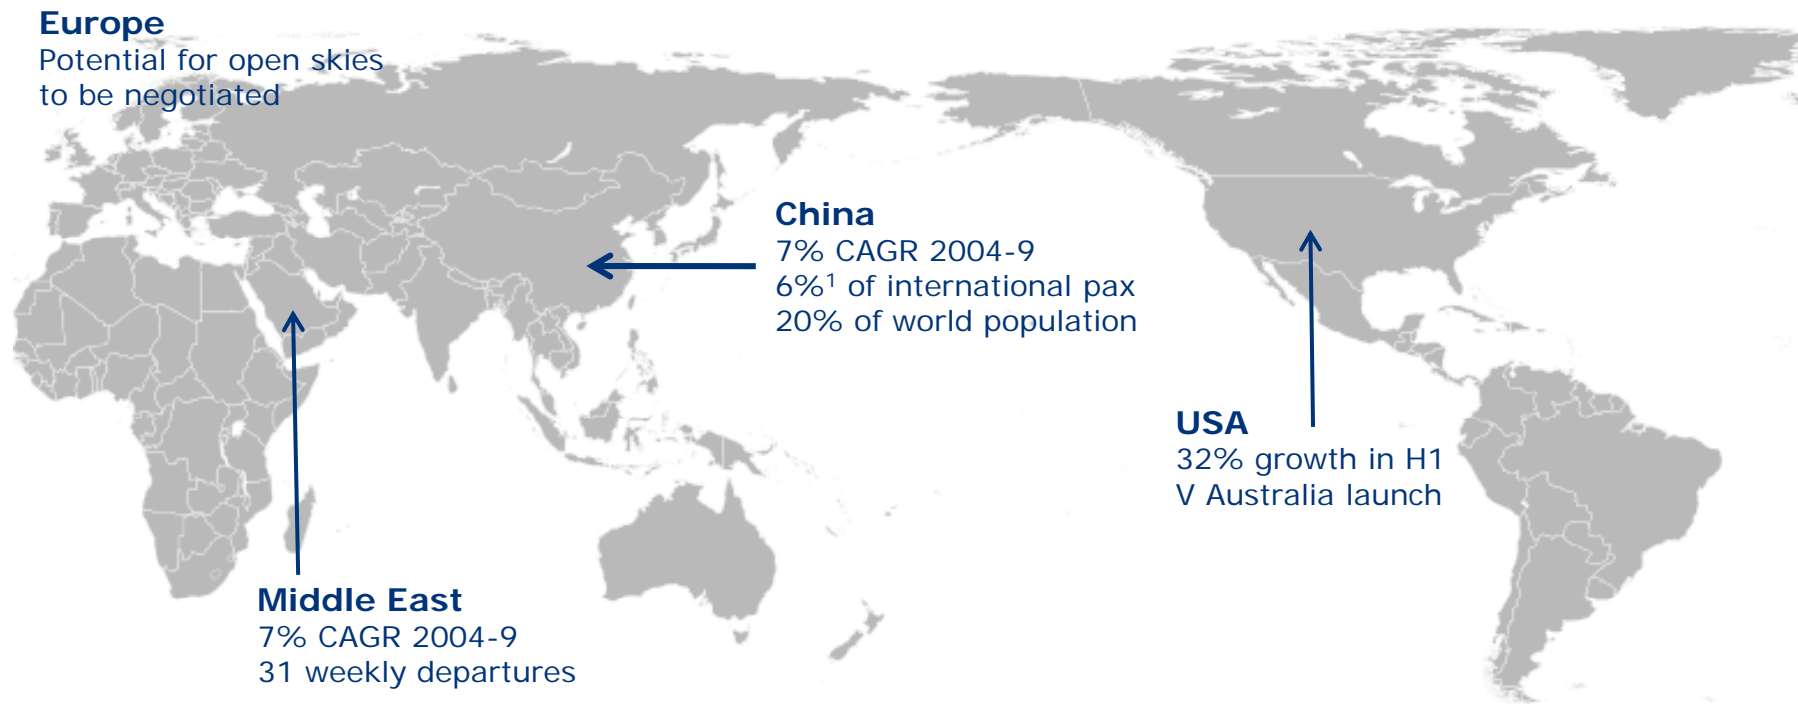 Europe
Potential for open skies
to be negotiated
China
7% CAGR 2004-9
6%¹ of international pax
20% of world population
USA
32% growth in H1
V Australia launch
Middle East
7% CAGR 2004-9
31 weekly departures